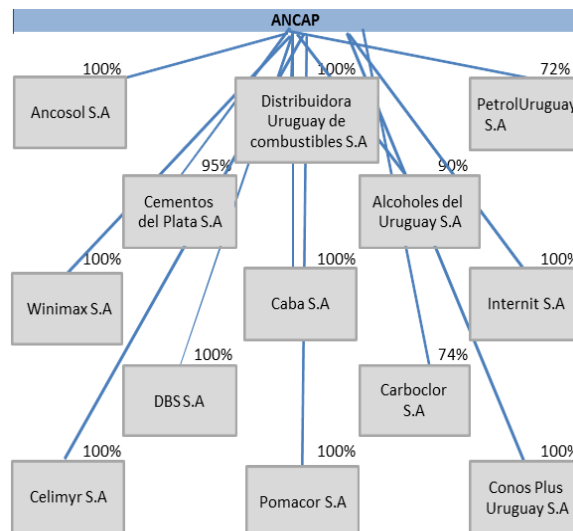 ANCAP
100%
100%
72%
Ancosol S.A
Distribuidora
Uruguay de
combustibles S.A
PetrolUruguay
S.A
95%
90%
Cementos
del Plata S.A
Alcoholes del
Uruguay S.A
100%
100%
100%
Winimax S.A
Caba S.A
Internit S.A
100%
74%
DBS S.A
Carboclor
S.A
100%
100%
100%
Celimyr S.A
Pomacor S.A
Conos Plus
Uruguay S.A